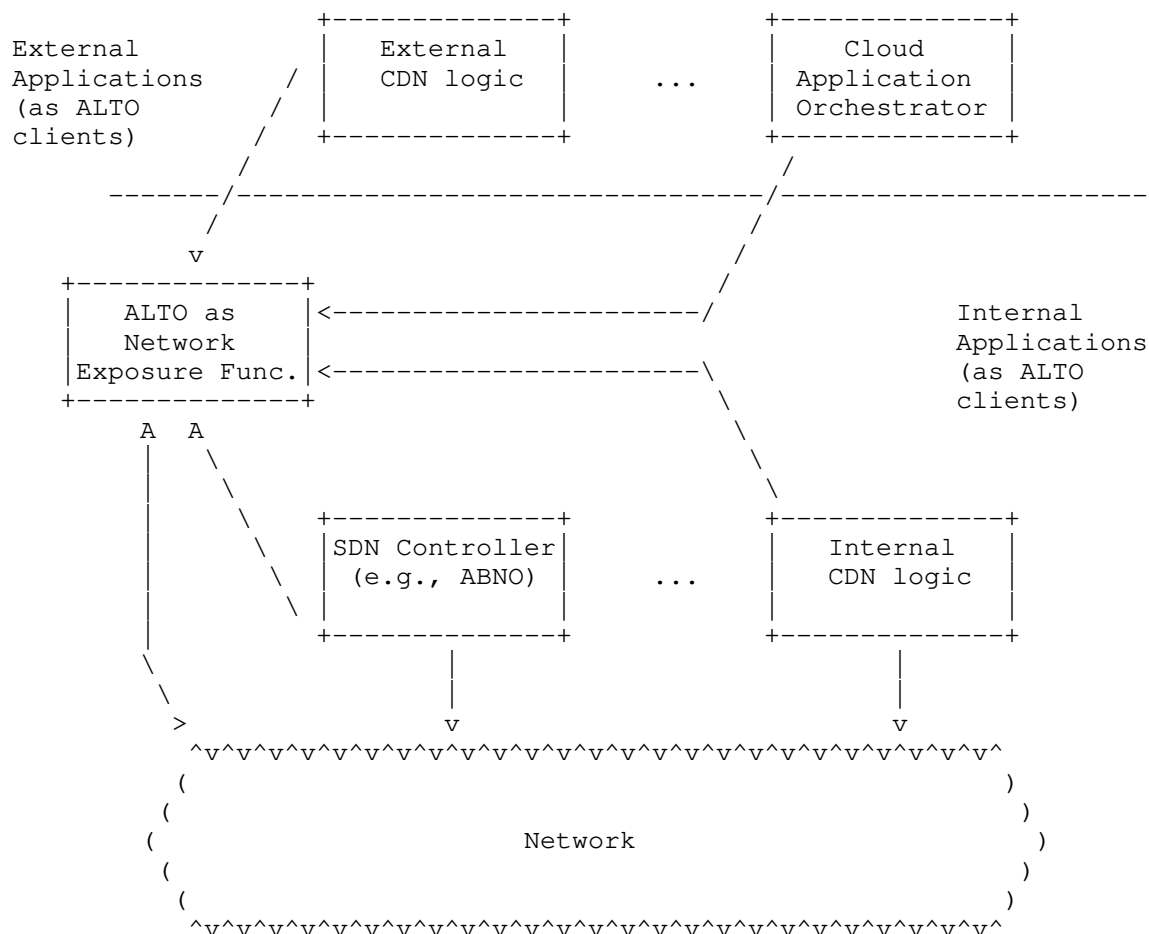 External
Applications
(as ALTO
clients)
External
CDN logic
...
Cloud
Application
Orchestrator
ALTO as
Network
Exposure Func.
Internal
Applications
(as ALTO
clients)
SDN Controller
(e.g., ABNO)
...
Internal
CDN logic
Network